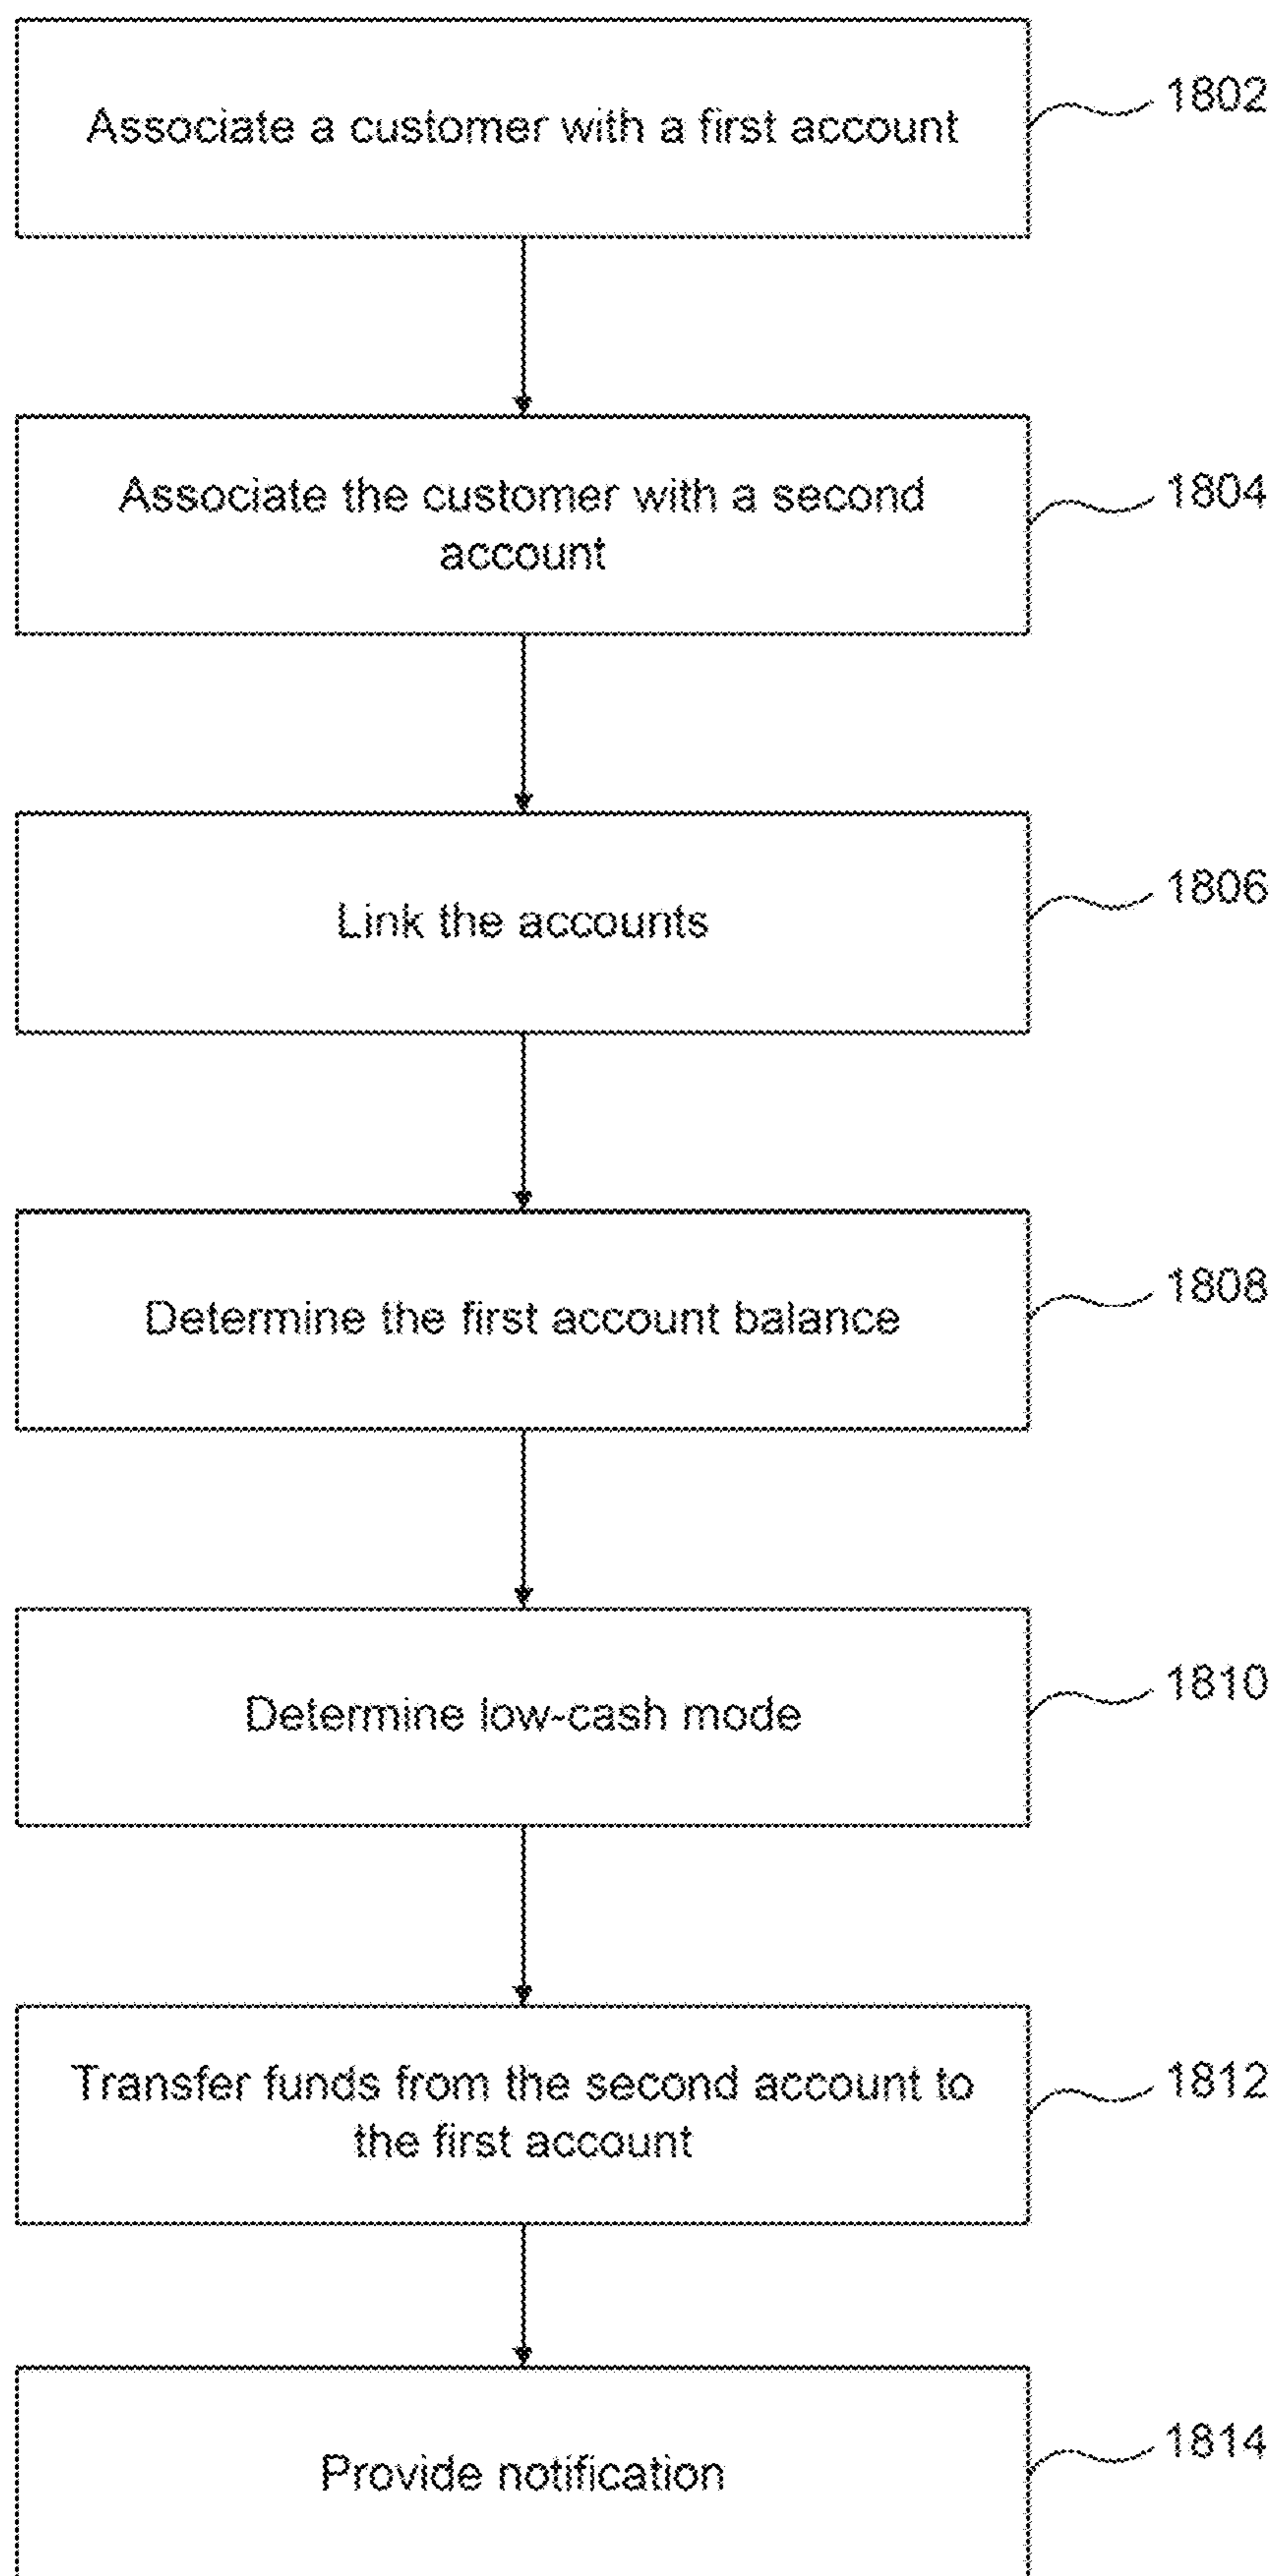 Associate a customer with a first account
1802
Associate the customer with a second
account
1804
Link the accounts
1806
Determine the first account balance
1808
Determine low-cash mode
1810
Transfer funds from the second account to
the first account
1812
Provide notification
1814